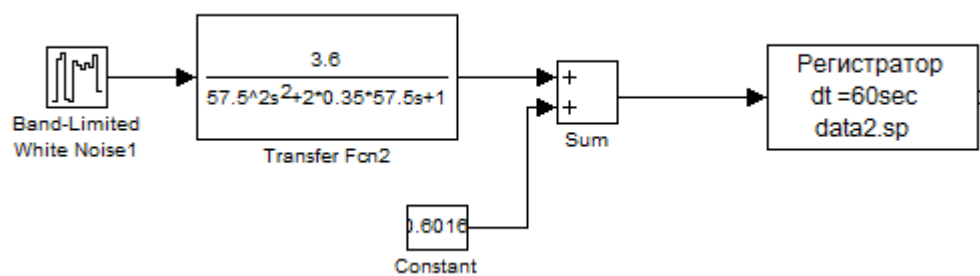 3.6
57.5^2s²+2*0.35*57.5s+1
Band-Limited
White Noise1
Transfer Fcn2
+
+
Sum
Регистратор
dt =60sec
data2.sp
0.6016
Constant